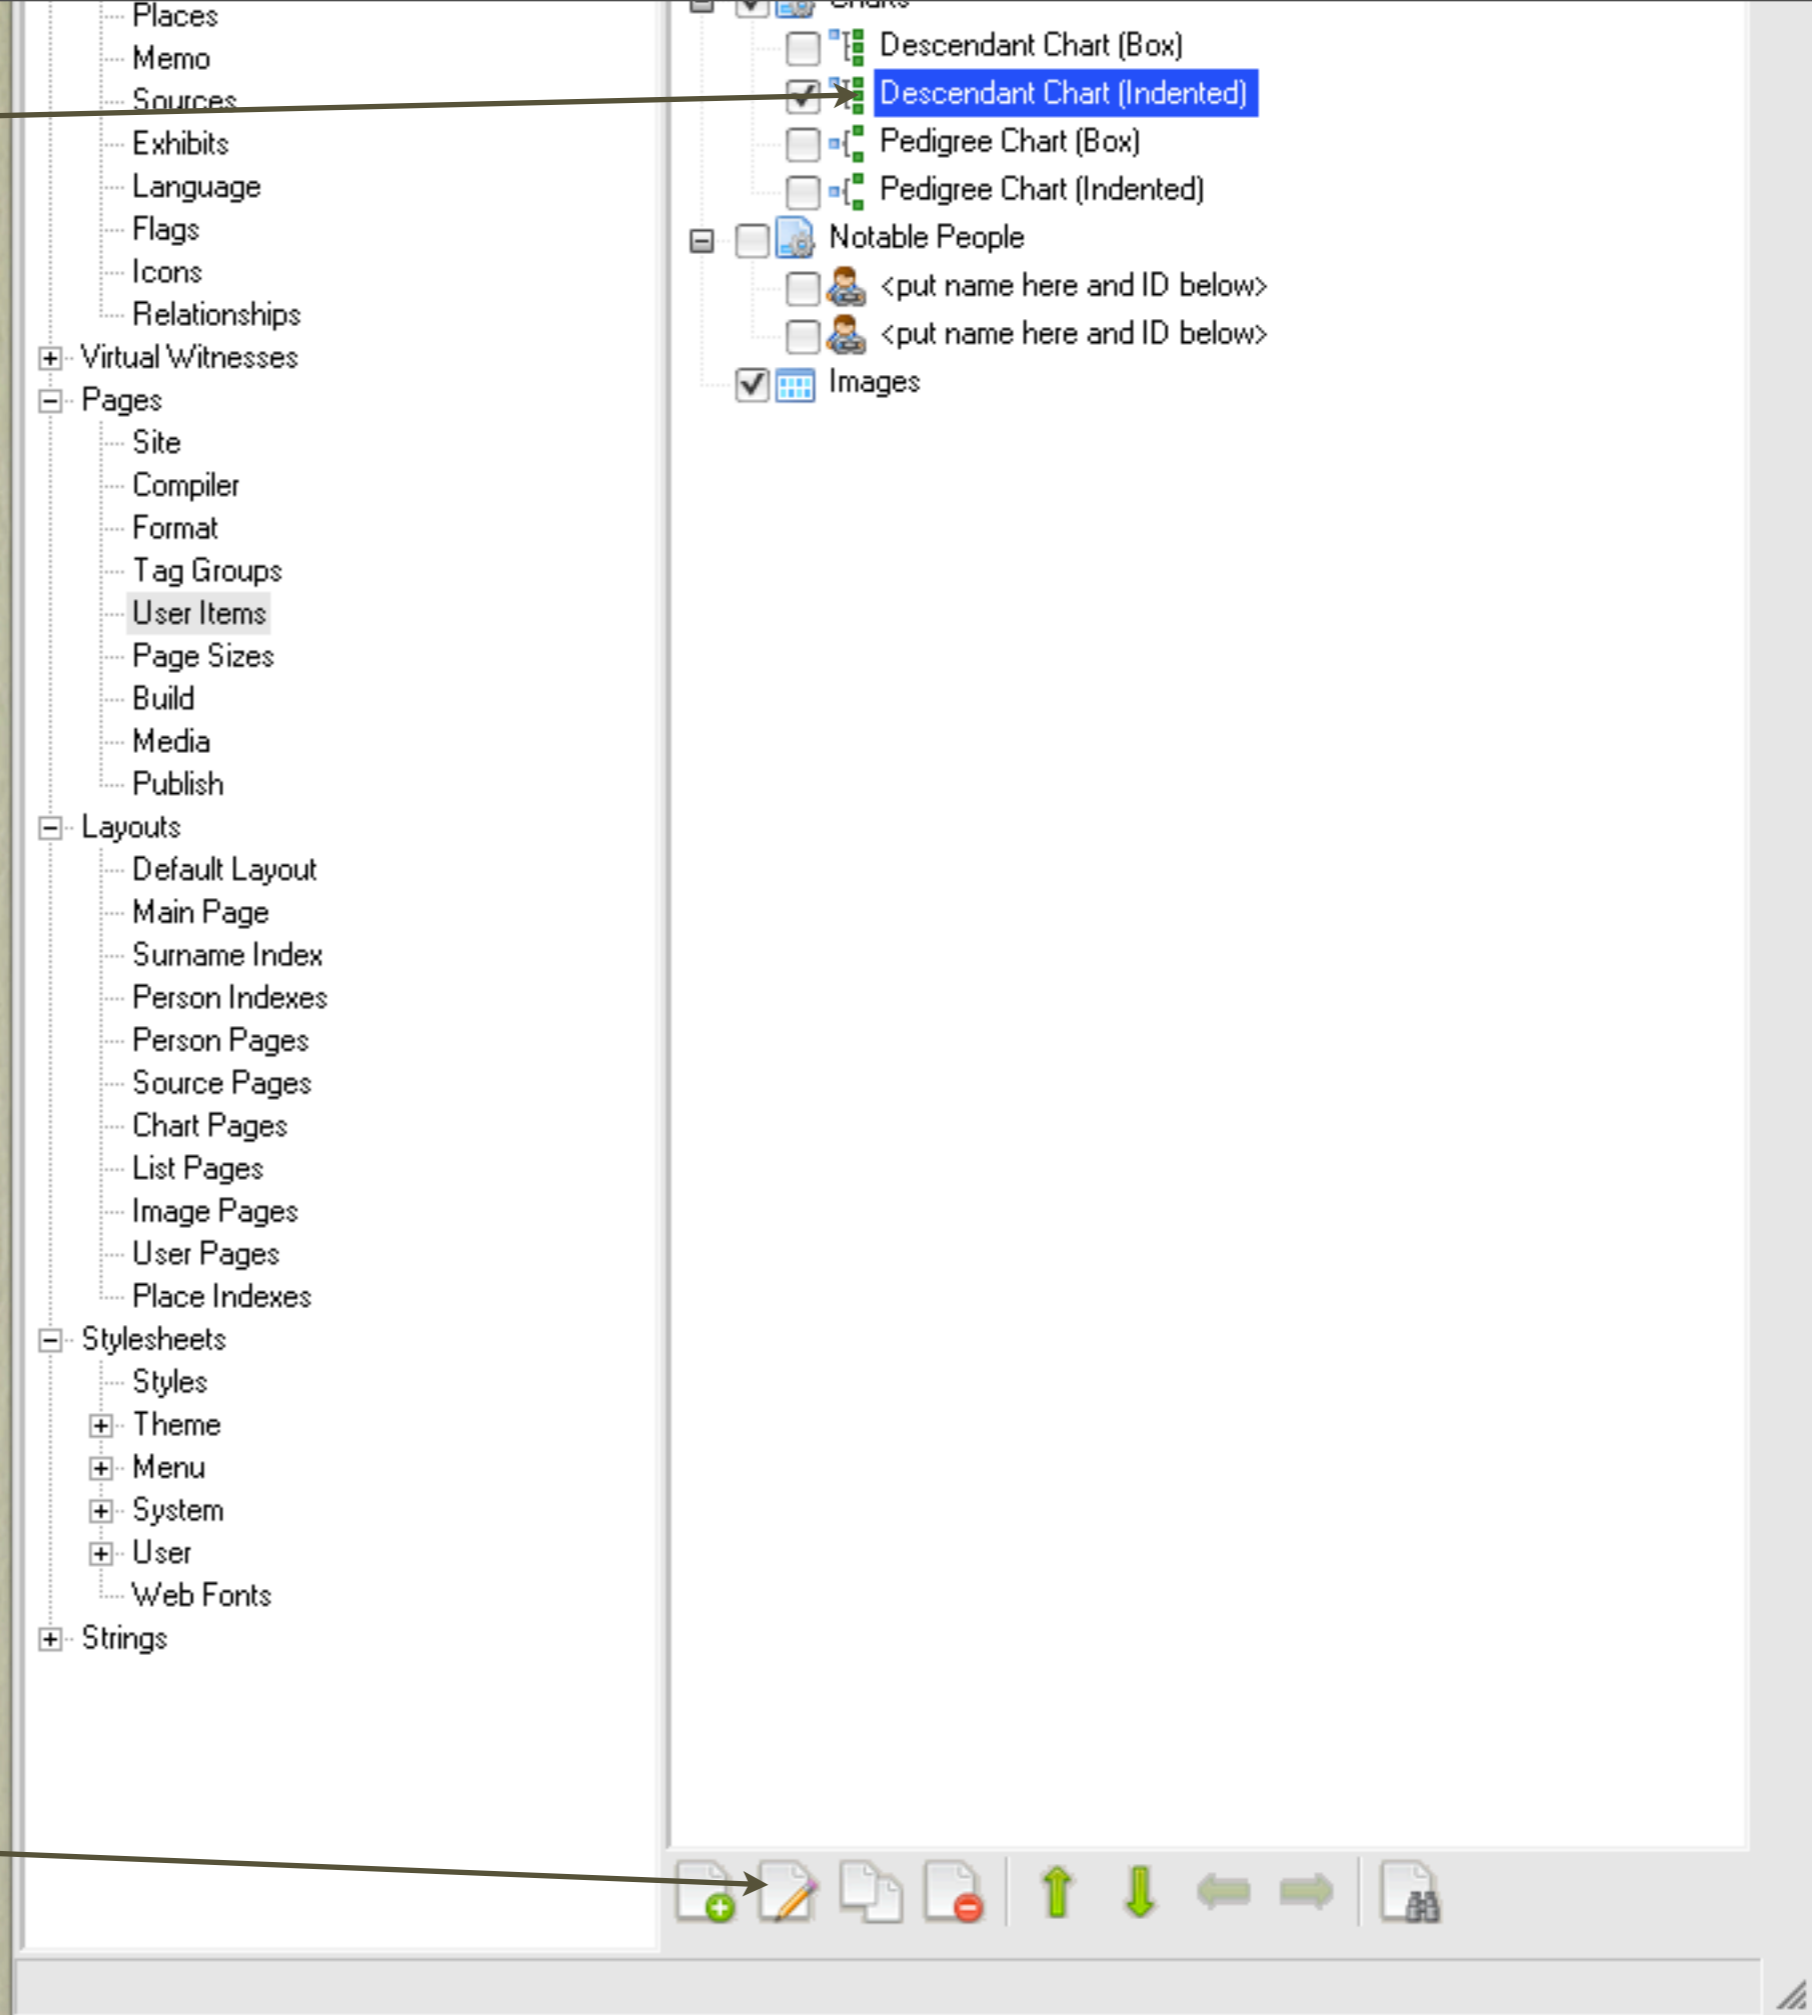 Places
Memo
Sources
Exhibits
Language
Flags
Icons
Relationships
Virtual Witnesses
Pages
Site
Compiler
Format
Tag Groups
User Items
Page Sizes
Build
Media
Publish
Layouts
Default Layout
Main Page
Surname Index
Person Indexes
Person Pages
Source Pages
Chart Pages
List Pages
Image Pages
User Pages
Place Indexes
Stylesheets
Styles
Theme
Menu
System
User
Web Fonts
Strings
Charts
Descendant Chart (Box)
Descendant Chart (Indented)
Pedigree Chart (Box)
Pedigree Chart (Indented)
Notable People
<put name here and ID below>
<put name here and ID below>
Images